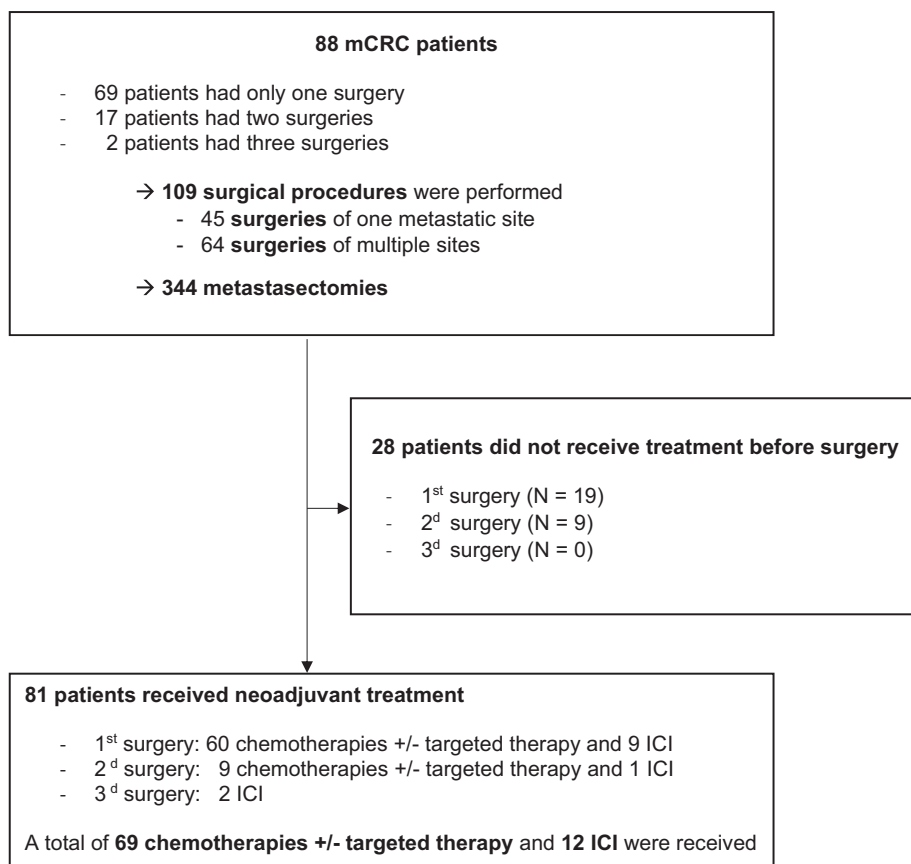 88 mCRC patients
- 69 patients had only one surgery
- 17 patients had two surgeries
- 2 patients had three surgeries
→ 109 surgical procedures were performed
- 45 surgeries of one metastatic site
- 64 surgeries of multiple sites
→ 344 metastasectomies
28 patients did not receive treatment before surgery
- 1st surgery (N = 19)
- 2d surgery (N = 9)
- 3d surgery (N = 0)
81 patients received neoadjuvant treatment
- 1st surgery: 60 chemotherapies +/- targeted therapy and 9 ICI
- 2d surgery: 9 chemotherapies +/- targeted therapy and 1 ICI
- 3d surgery: 2 ICI
A total of 69 chemotherapies +/- targeted therapy and 12 ICI were received